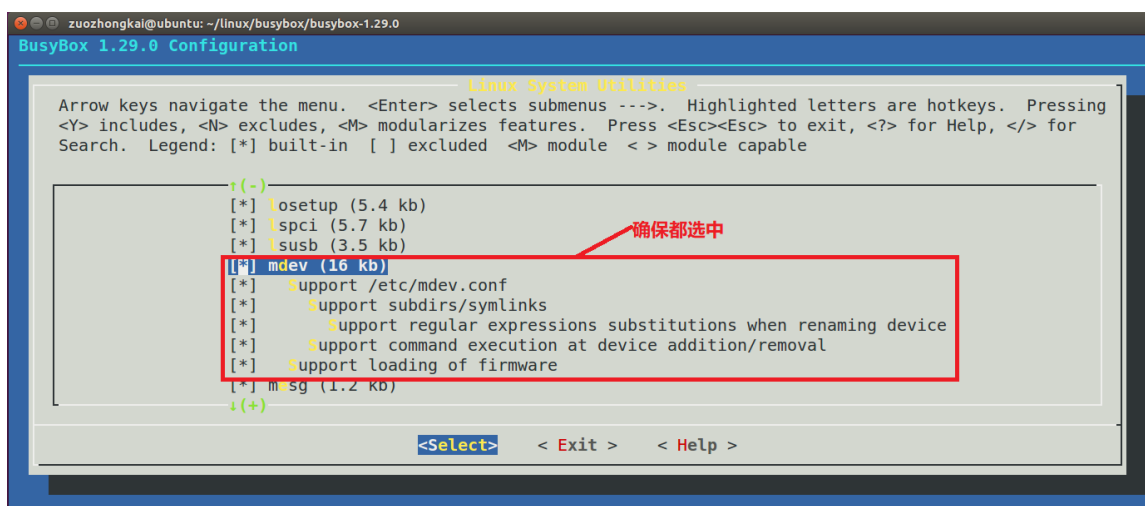 zuozhongkai@ubuntu: ~/linux/busybox/busybox-1.29.0
BusyBox 1.29.0 Configuration
Linux System Utilities
Arrow keys navigate the menu.  <Enter> selects submenus --->.  Highlighted letters are hotkeys.  Pressing
<Y> includes, <N> excludes, <M> modularizes features.  Press <Esc><Esc> to exit, <?> for Help, </> for
Search.  Legend: [*] built-in  [ ] excluded  <M> module  < > module capable
↑(-)
[*] losetup (5.4 kb)
[*] lspci (5.7 kb)
确保都选中
[*] lsusb (3.5 kb)
[*] mdev (16 kb)
[*]   Support /etc/mdev.conf
[*]     Support subdirs/symlinks
[*]       Support regular expressions substitutions when renaming device
[*]     Support command execution at device addition/removal
[*]   Support loading of firmware
[*] mesg (1.2 kb)
↓(+)
<Select>    < Exit >    < Help >